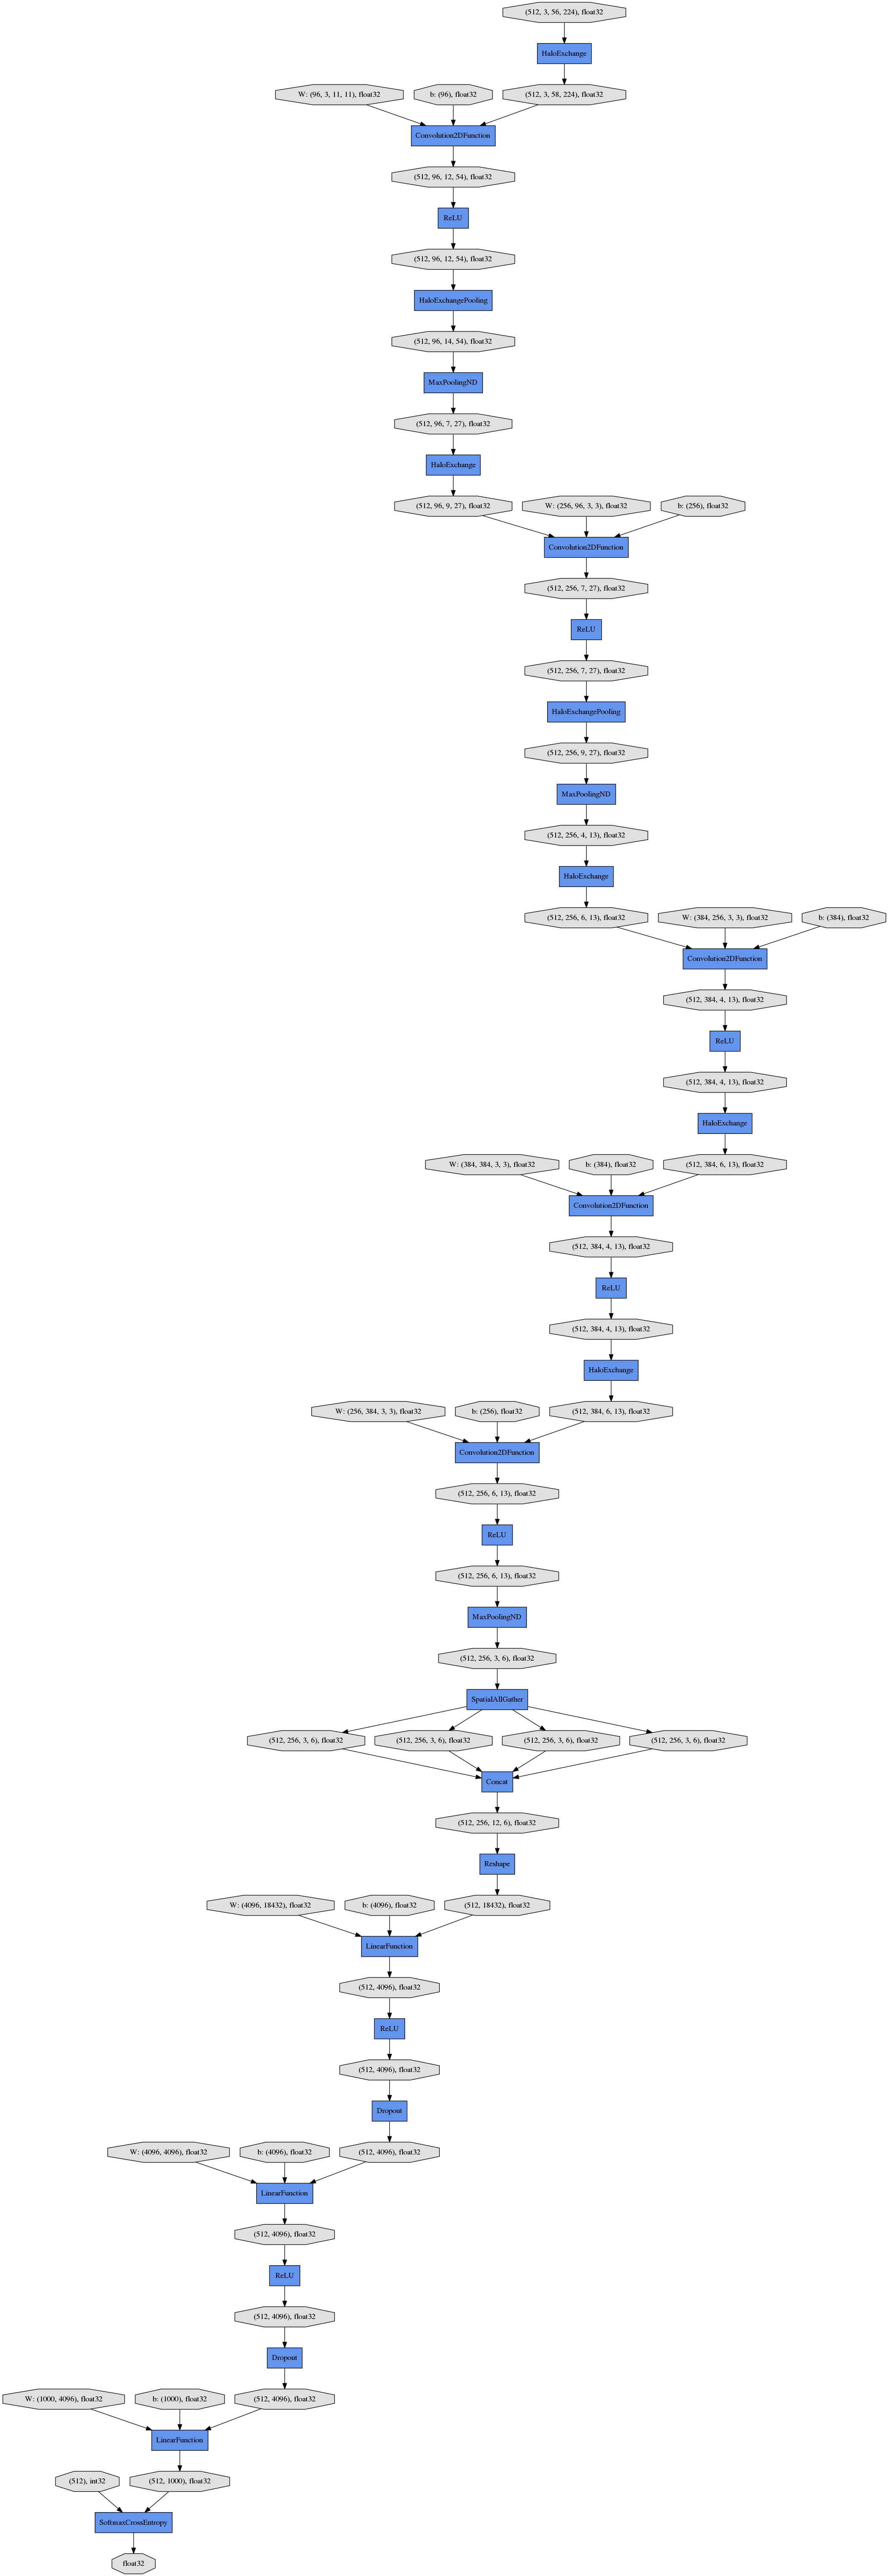 (512, 3, 56, 224), float32
HaloExchange
W: (96, 3, 11, 11), float32
b: (96), float32
(512, 3, 58, 224), float32
Convolution2DFunction
(512, 96, 12, 54), float32
ReLU
(512, 96, 12, 54), float32
HaloExchangePooling
(512, 96, 14, 54), float32
MaxPoolingND
(512, 96, 7, 27), float32
HaloExchange
(512, 96, 9, 27), float32
W: (256, 96, 3, 3), float32
b: (256), float32
Convolution2DFunction
(512, 256, 7, 27), float32
ReLU
(512, 256, 7, 27), float32
HaloExchangePooling
(512, 256, 9, 27), float32
MaxPoolingND
(512, 256, 4, 13), float32
HaloExchange
(512, 256, 6, 13), float32
W: (384, 256, 3, 3), float32
b: (384), float32
Convolution2DFunction
(512, 384, 4, 13), float32
ReLU
(512, 384, 4, 13), float32
HaloExchange
W: (384, 384, 3, 3), float32
b: (384), float32
(512, 384, 6, 13), float32
Convolution2DFunction
(512, 384, 4, 13), float32
ReLU
(512, 384, 4, 13), float32
HaloExchange
W: (256, 384, 3, 3), float32
b: (256), float32
(512, 384, 6, 13), float32
Convolution2DFunction
(512, 256, 6, 13), float32
ReLU
(512, 256, 6, 13), float32
MaxPoolingND
(512, 256, 3, 6), float32
SpatialAllGather
(512, 256, 3, 6), float32
(512, 256, 3, 6), float32
(512, 256, 3, 6), float32
(512, 256, 3, 6), float32
Concat
(512, 256, 12, 6), float32
Reshape
W: (4096, 18432), float32
b: (4096), float32
(512, 18432), float32
LinearFunction
(512, 4096), float32
ReLU
(512, 4096), float32
Dropout
W: (4096, 4096), float32
b: (4096), float32
(512, 4096), float32
LinearFunction
(512, 4096), float32
ReLU
(512, 4096), float32
Dropout
W: (1000, 4096), float32
b: (1000), float32
(512, 4096), float32
LinearFunction
(512), int32
(512, 1000), float32
SoftmaxCrossEntropy
float32